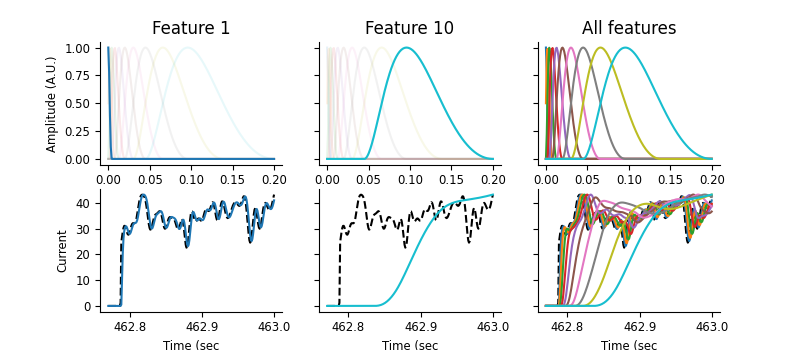 Feature 1 Feature 10 All features
Amplitude (A.U.)
1.00
0.75
0.50
0.25
0.00
0.00 0.05 0.10 0.15 0.20 0.00 0.05 0.10 0.15 0.20 0.00 0.05 0.10 0.15 0.20
Current
40
30
20
10
0
462.8 462.9 463.0 462.8 462.9 463.0 462.8 462.9 463.0
Time (sec Time (sec Time (sec